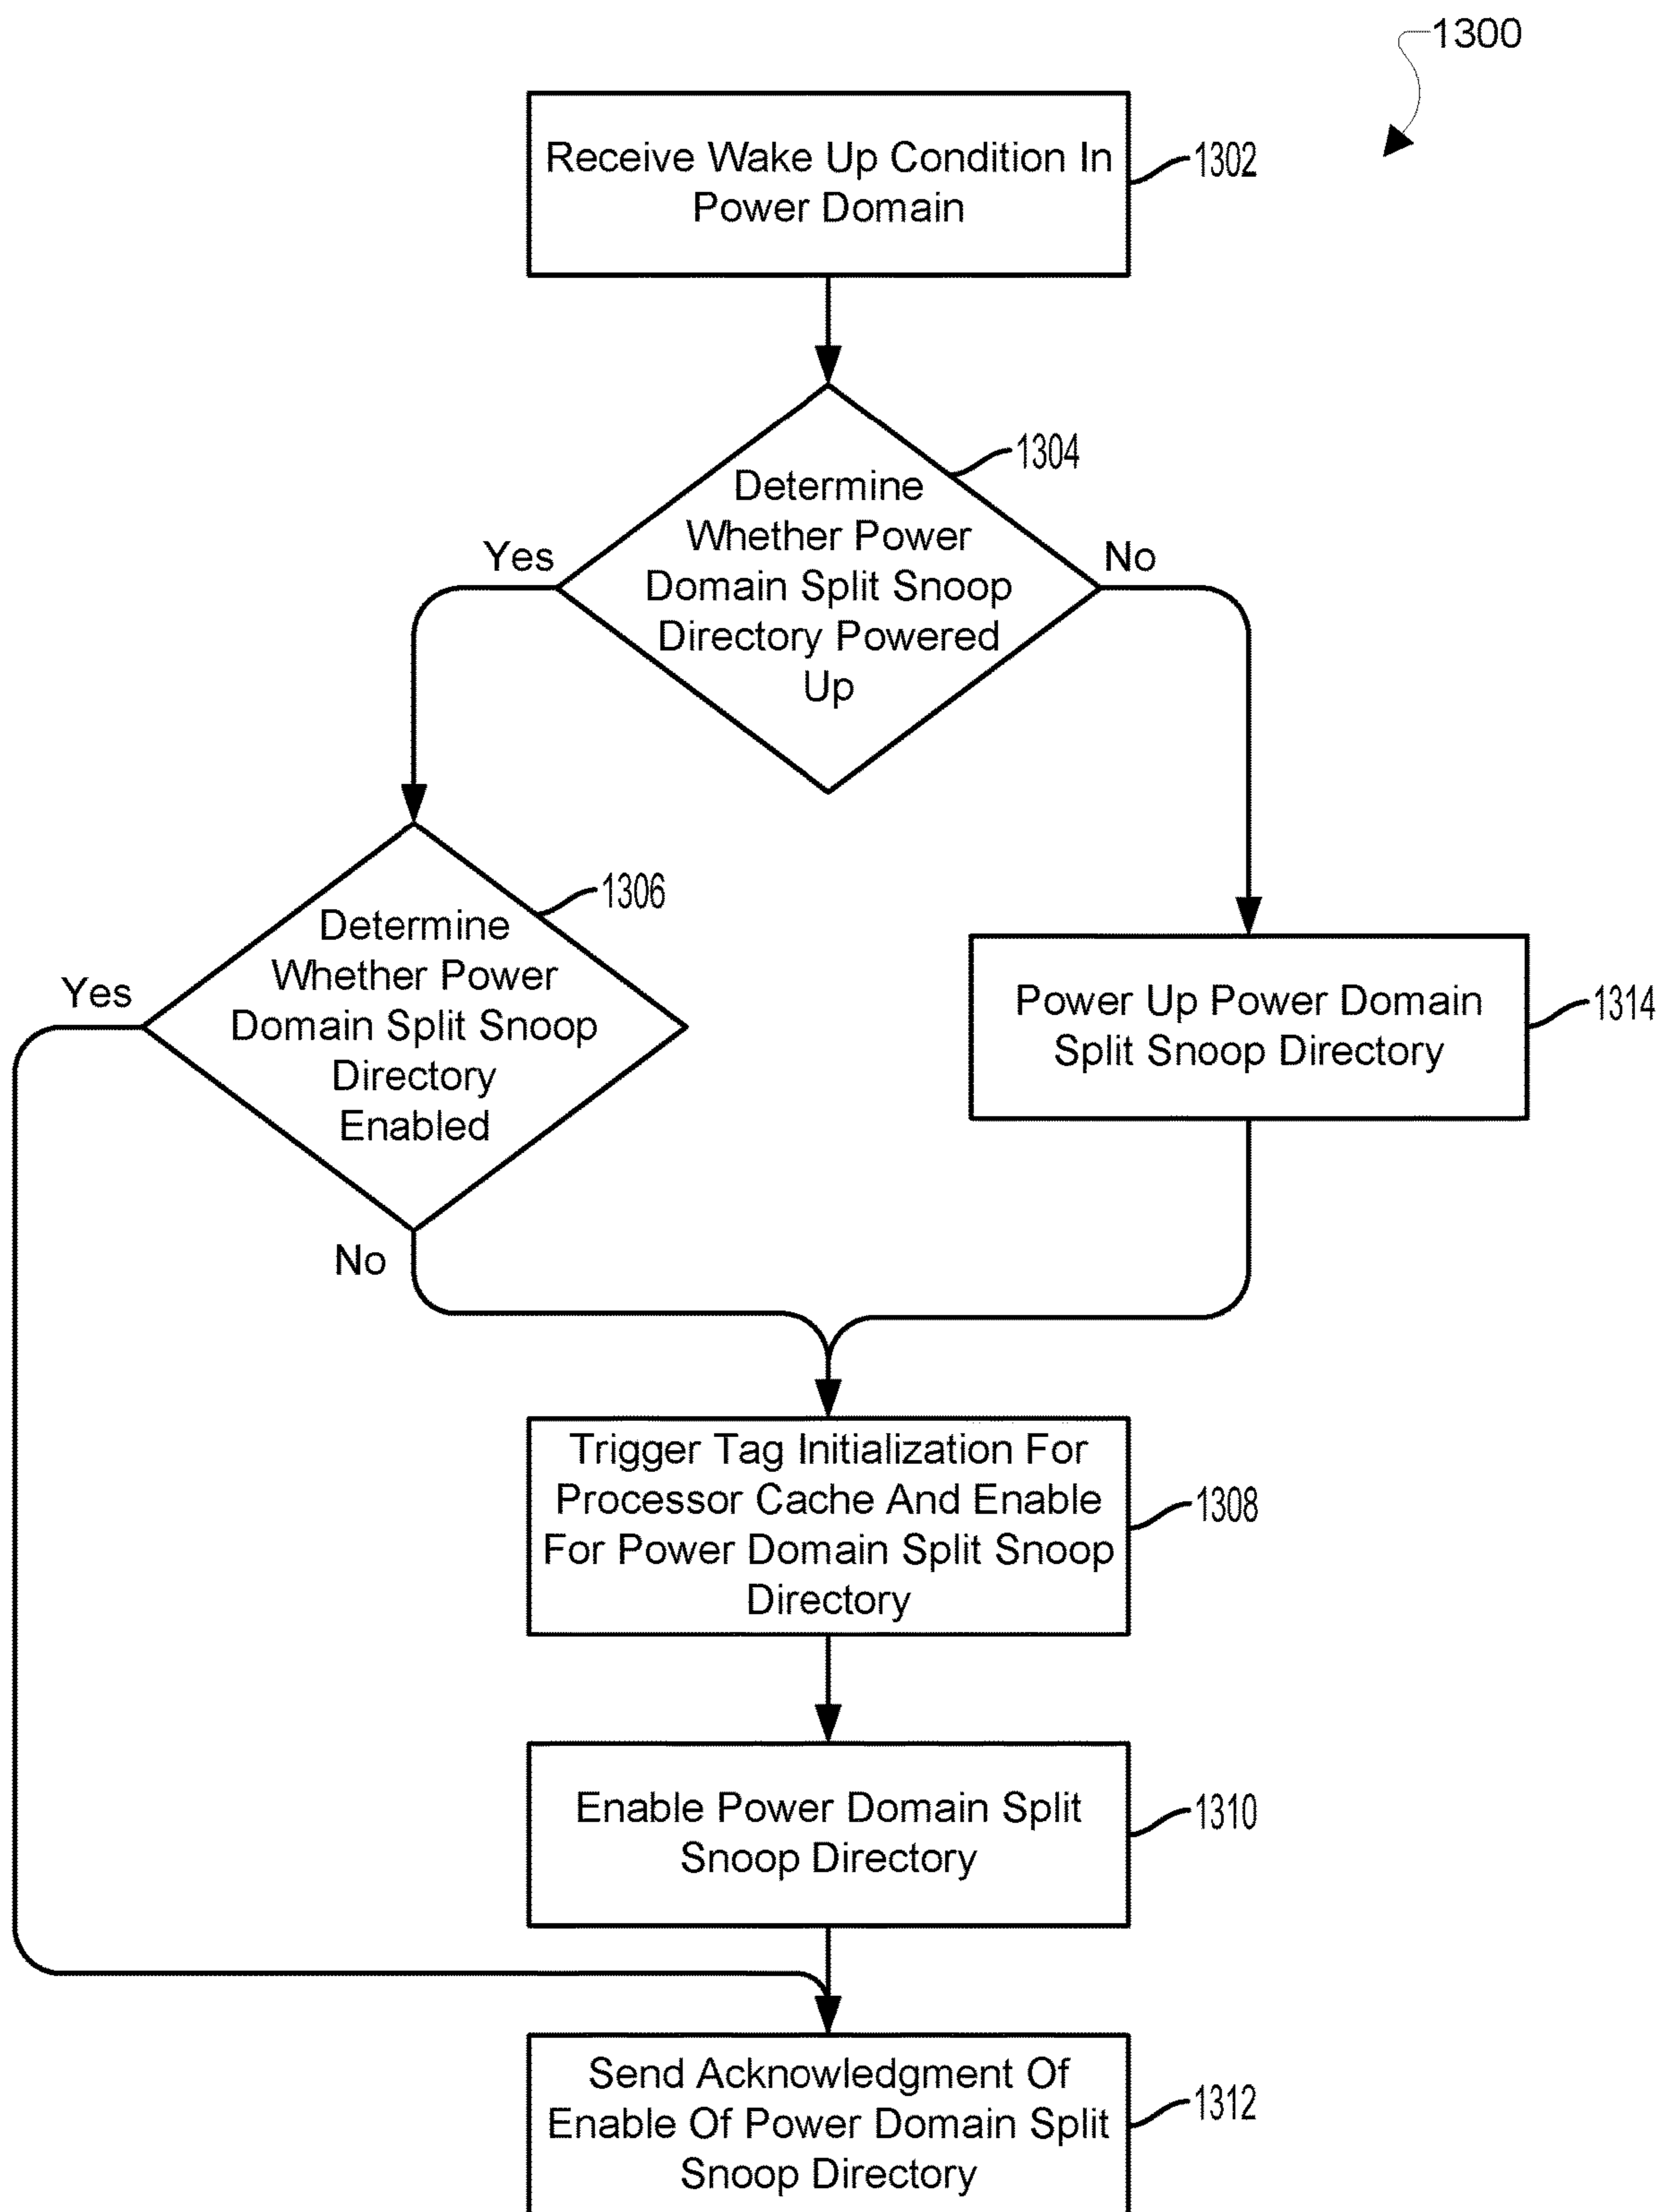 1300
Receive Wake Up Condition In
Power Domain
1302
1304
Determine
Whether Power
Domain Split Snoop
Directory Powered
Up
Yes
No
1306
Determine
Whether Power
Domain Split Snoop
Directory
Enabled
Yes
No
Power Up Power Domain
Split Snoop Directory
1314
Trigger Tag Initialization For
Processor Cache And Enable
For Power Domain Split Snoop
Directory
1308
Enable Power Domain Split
Snoop Directory
1310
Send Acknowledgment Of
Enable Of Power Domain Split
Snoop Directory
1312